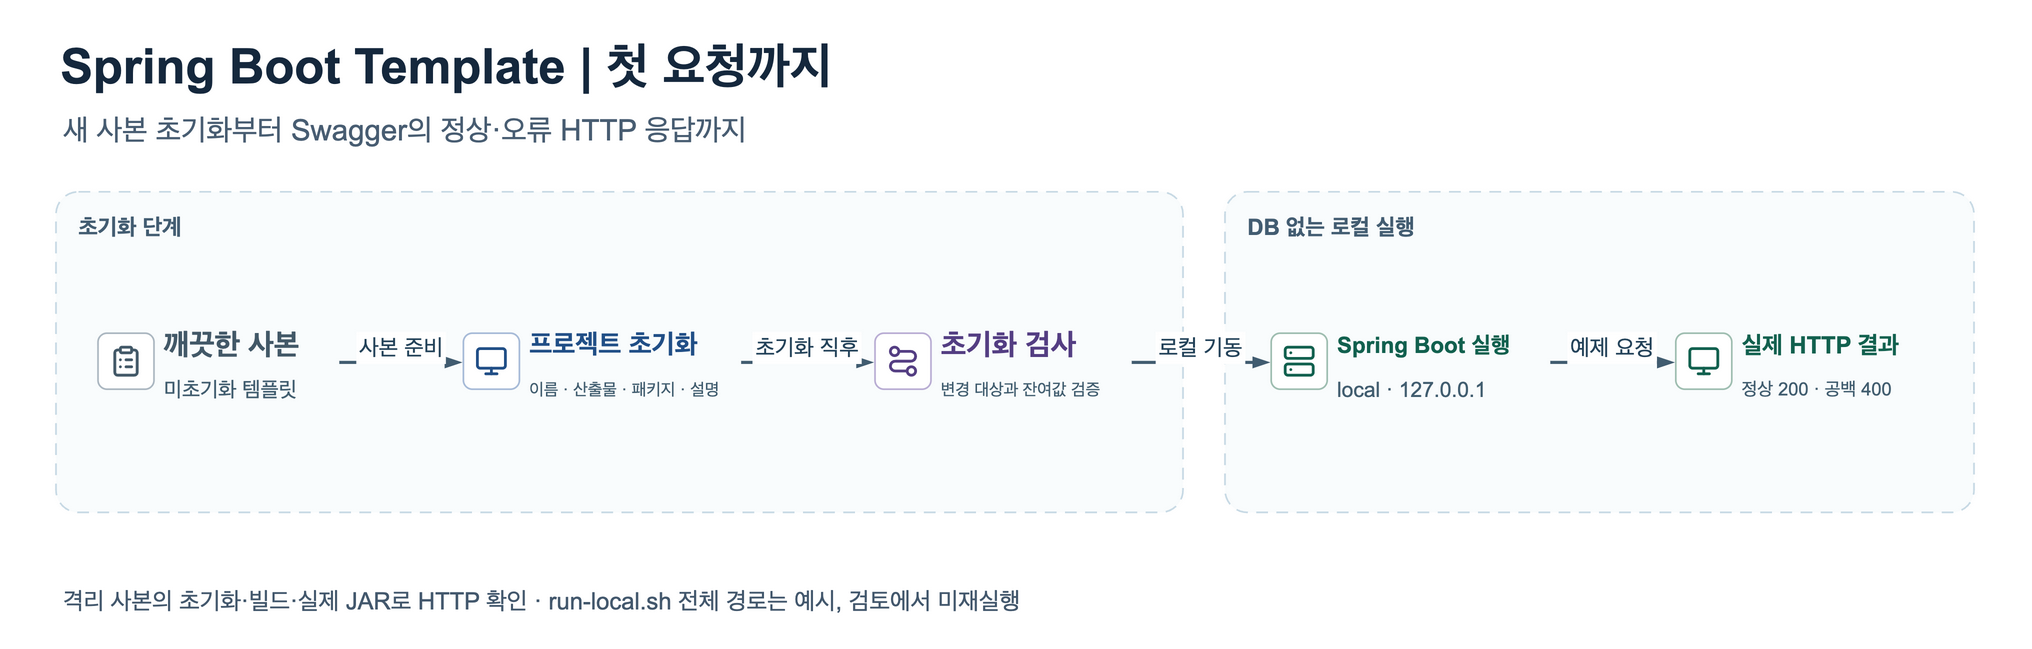 Spring Boot Template | 첫 요청까지
새 사본 초기화부터 Swagger의 정상·오류 HTTP 응답까지
초기화 단계
DB 없는 로컬 실행
깨끗한 사본
미초기화 템플릿
사본 준비
프로젝트 초기화
이름 · 산출물 · 패키지 · 설명
초기화 직후
초기화 검사
변경 대상과 잔여값 검증
로컬 기동
Spring Boot 실행
local · 127.0.0.1
예제 요청
실제 HTTP 결과
정상 200 · 공백 400
격리 사본의 초기화·빌드·실제 JAR로 HTTP 확인 · run-local.sh 전체 경로는 예시, 검토에서 미재실행